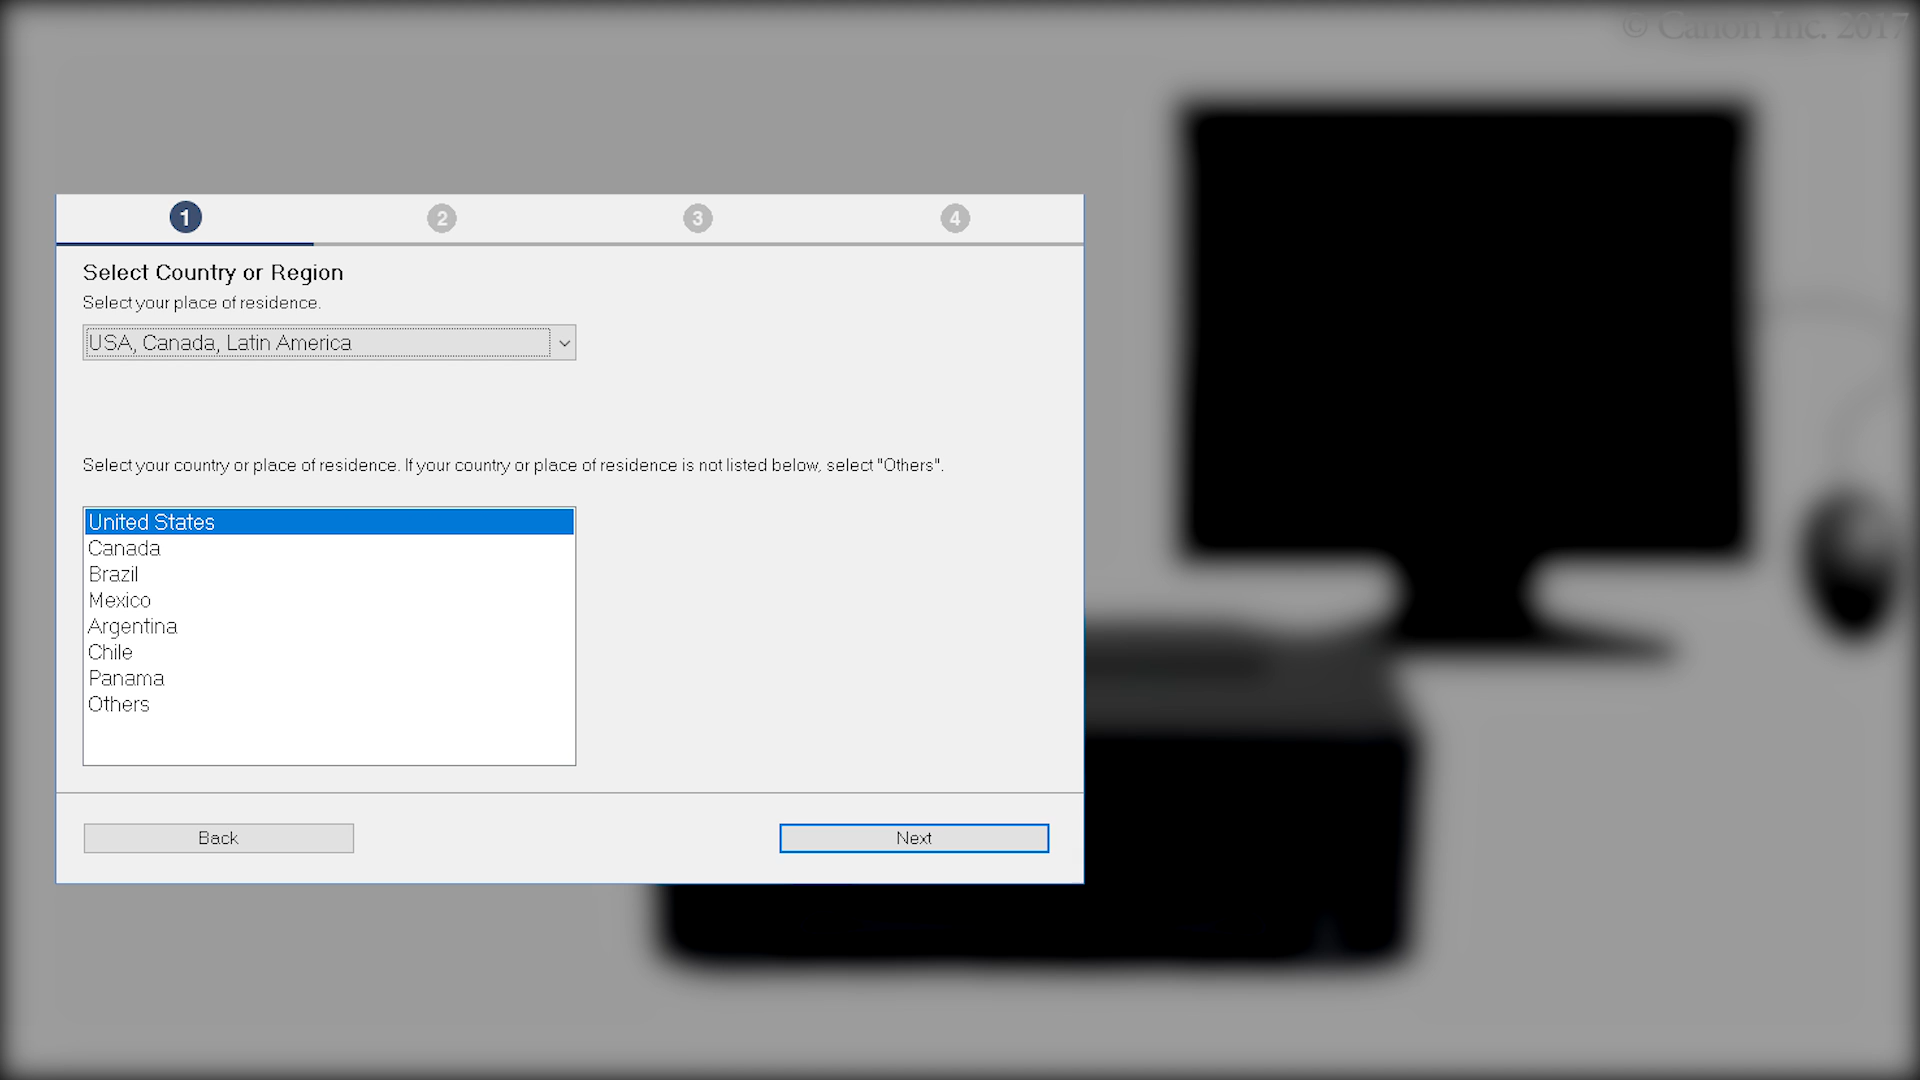 © Canon Inc. 2017
1 2 3 4
Select Country or Region
Select your place of residence.
USA, Canada, Latin America
Select your country or place of residence. If your country or place of residence is not listed below, select "Others".
United States
Canada
Brazil
Mexico
Argentina
Chile
Panama
Others
Back Next